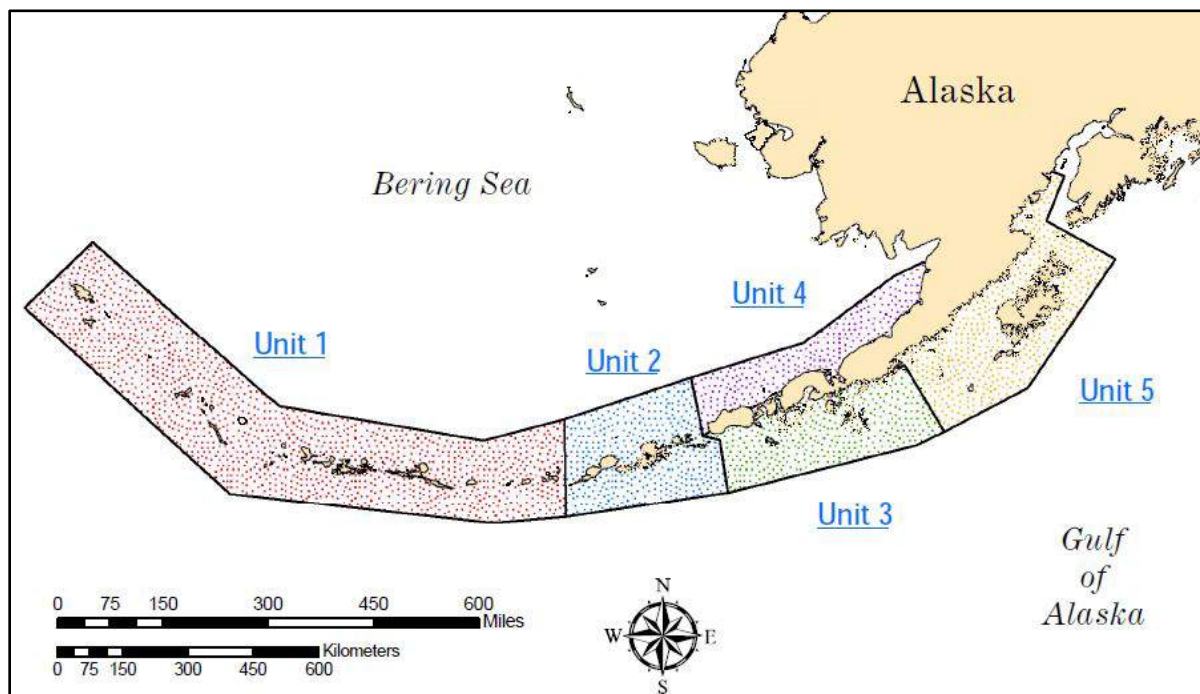 Alaska
Bering Sea
Unit 4
Unit 1
Unit 2
Unit 5
Unit 3
Gulf
of
Alaska
0 75 150 300 450 600
Miles
Kilometers
0 75 150 300 450 600
N
W E
S